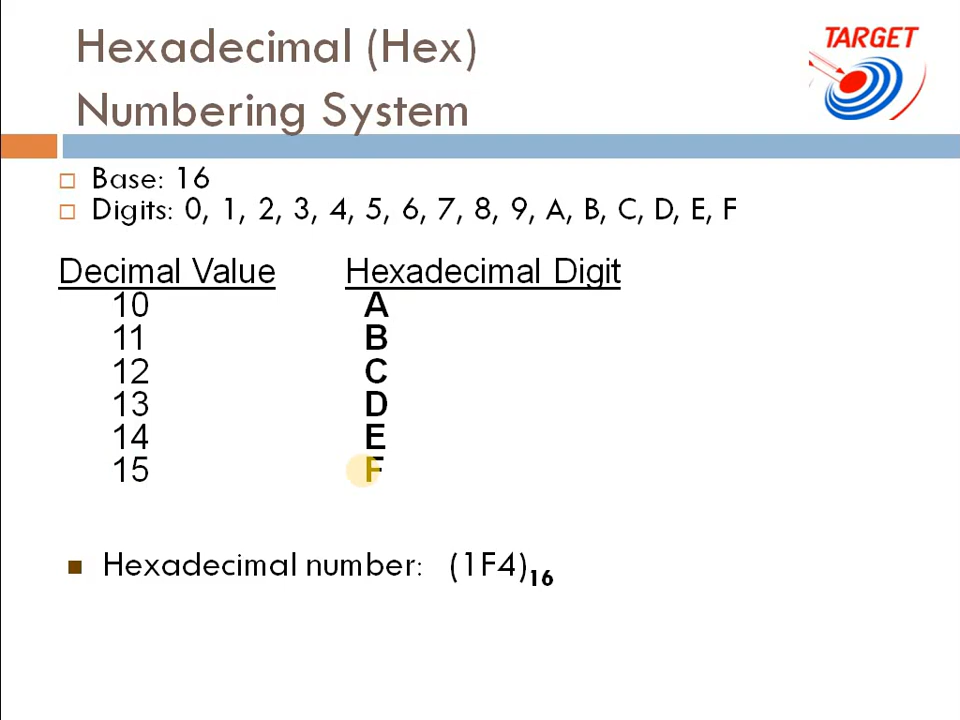 Hexadecimal (Hex)
Numbering System
TARGET
Base: 16
Digits: 0, 1, 2, 3, 4, 5, 6, 7, 8, 9, A, B, C, D, E, F
Decimal Value Hexadecimal Digit
10 A
11 B
12 C
13 D
14 E
15 F
Hexadecimal number: (1F4)16